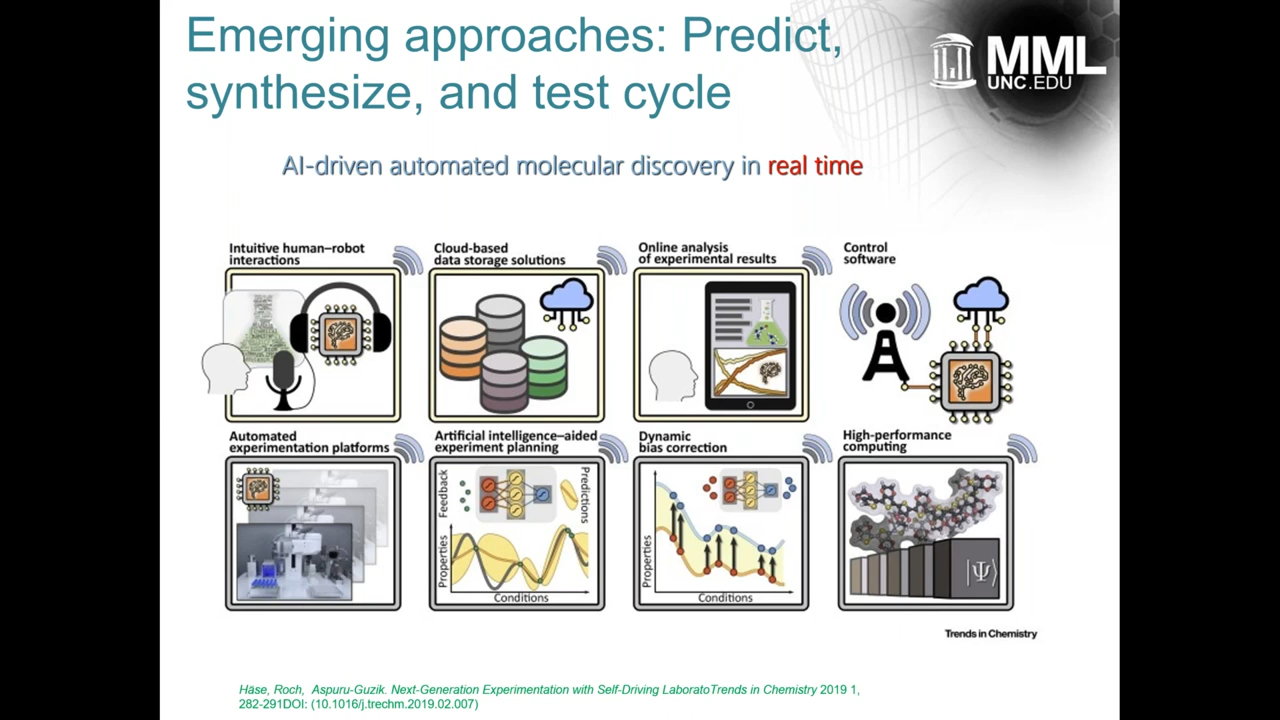 Emerging approaches: Predict,
synthesize, and test cycle
MML
UNC.EDU
AI-driven automated molecular discovery in real time
Intuitive human–robot
interactions
Cloud-based
data storage solutions
Online analysis
of experimental results
Control
software
Automated
experimentation platforms
Artificial intelligence–aided
experiment planning
Feedback
Predictions
Properties
Conditions
Dynamic
bias correction
Properties
Conditions
High-performance
computing
|Ψ⟩
Trends in Chemistry
Häse, Roch, Aspuru-Guzik. Next-Generation Experimentation with Self-Driving LaboratoTrends in Chemistry 2019 1,
282-291DOI: (10.1016/j.trechm.2019.02.007)